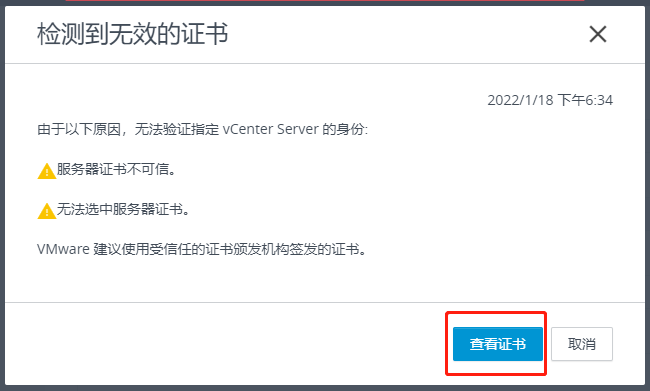 检测到无效的证书
2022/1/18 下午6:34
由于以下原因，无法验证指定 vCenter Server 的身份:
服务器证书不可信。
无法选中服务器证书。
VMware 建议使用受信任的证书颁发机构签发的证书。
查看证书 取消